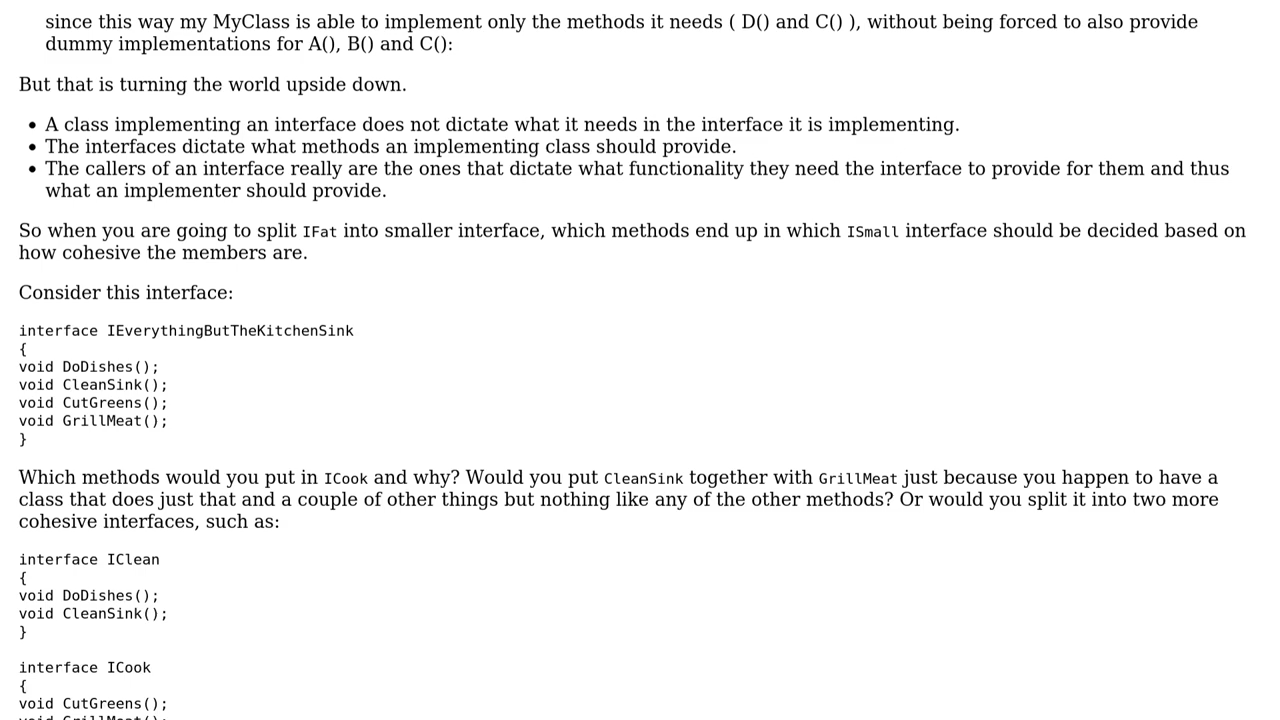 since this way my MyClass is able to implement only the methods it needs ( D() and C() ), without being forced to also provide
dummy implementations for A(), B() and C():
But that is turning the world upside down.
• A class implementing an interface does not dictate what it needs in the interface it is implementing.
• The interfaces dictate what methods an implementing class should provide.
• The callers of an interface really are the ones that dictate what functionality they need the interface to provide for them and thus
what an implementer should provide.
So when you are going to split IFat into smaller interface, which methods end up in which ISmall interface should be decided based on
how cohesive the members are.
Consider this interface:
interface IEverythingButTheKitchenSink
{
void DoDishes();
void CleanSink();
void CutGreens();
void GrillMeat();
}
Which methods would you put in ICook and why? Would you put CleanSink together with GrillMeat just because you happen to have a
class that does just that and a couple of other things but nothing like any of the other methods? Or would you split it into two more
cohesive interfaces, such as:
interface IClean
{
void DoDishes();
void CleanSink();
}
interface ICook
{
void CutGreens();
void GrillMeat();